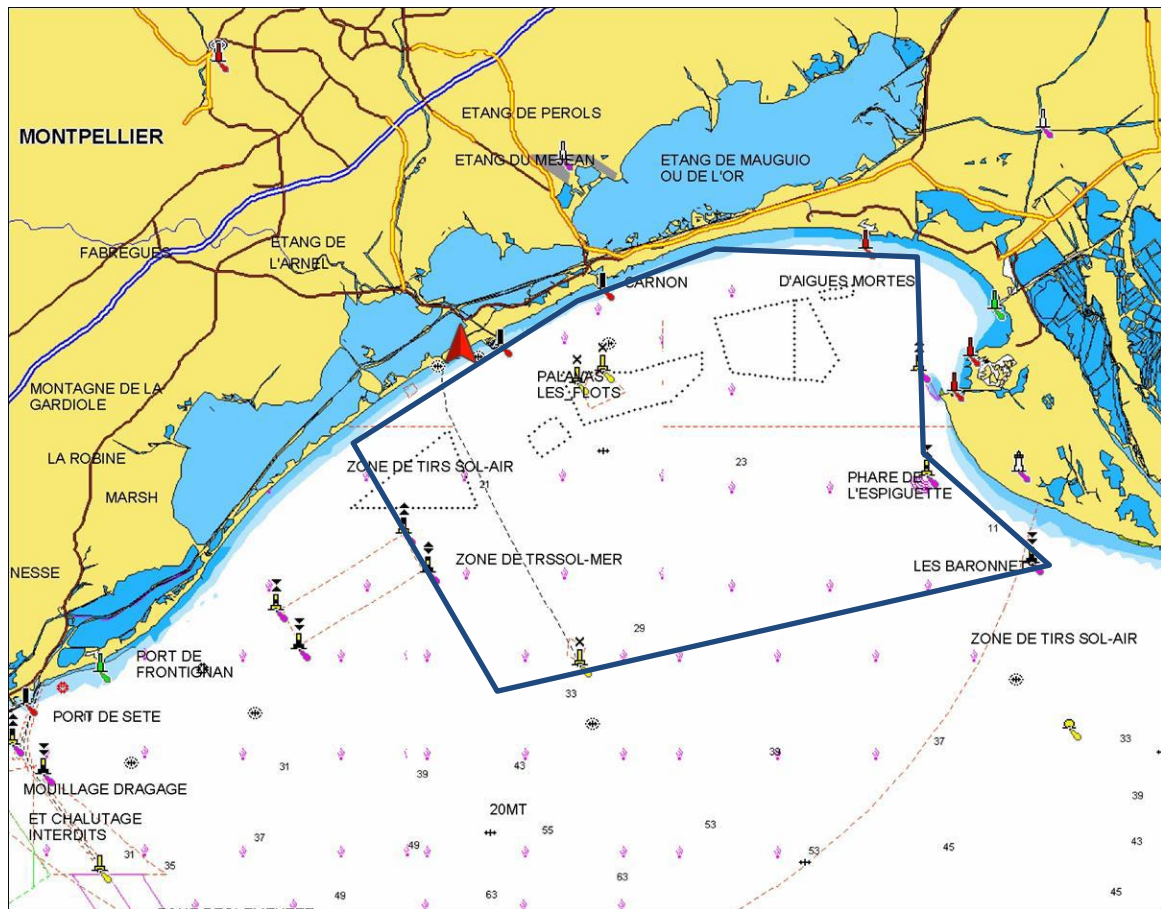 ETANG DE PEROLS
MONTPELLIER
ETANG DU MEJEAN
ETANG DE MAUGUIO
OU DE L'OR
FABREGUES
ETANG DE
L'ARNEL
CARNON
D'AIGUES MORTES
PALAVAS
LES_FLOTS
MONTAGNE DE LA
GARDIOLE
LA ROBINE
ZONE DE TIRS SOL-AIR
23
21
PHARE DE
L'ESPIGUETTE
MARSH
11
ZONE DE TRSSOL-MER
LES BARONNET
NESSE
29
ZONE DE TIRS SOL-AIR
PORT DE
FRONTIGNAN
33
PORT DE SETE
37
33
39
31
39
43
MOUILLAGE DRAGAGE
39
20MT
ET CHALUTAGE
INTERDITS
53
55
37
43
49
45
53
31
35
63
49
63
45